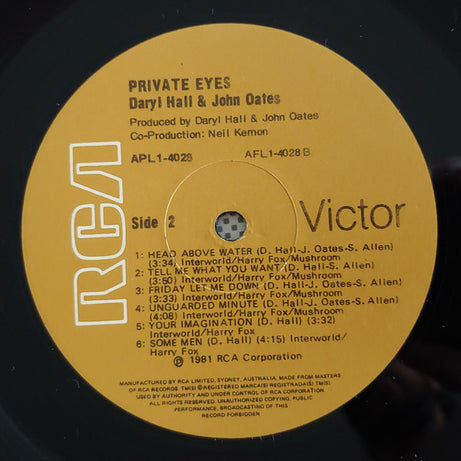 PRIVATE EYES
Daryl Hall & John Oates
Produced by Daryl Hall & John Oates
Co-Production: Neil Kemon
APL1-4028
AFL1-4028 B
RCA
Side 2
Victor
1: HEAD ABOVE WATER (D. Hall-J. Oates-S. Allen)
(3:34) Interworld/Harry Fox/Mushroom
2: TELL ME WHAT YOU WANT (D. Hall-S. Allen)
(3:50) Interworld/Harry Fox/Mushroom
3: FRIDAY LET ME DOWN (D. Hall-J. Oates-S. Allen)
(3:33) Interworld/Harry Fox/Mushroom
4: UNGUARDED MINUTE (D. Hall-J. Oates-S. Allen)
(4:08) Interworld/Harry Fox/Mushroom
5: YOUR IMAGINATION (D. Hall) (3:32)
Interworld/Harry Fox
6: SOME MEN (D. Hall) (4:15) Interworld/
Harry Fox
Ⓟ 1981 RCA Corporation
MANUFACTURED BY RCA LIMITED, SYDNEY, AUSTRALIA. MADE FROM MASTERS
OF RCA RECORDS. TM(S) ® REGISTERED MARCA(S) REGISTRADA(S) TM(S)
USED BY AUTHORITY AND UNDER CONTROL OF RCA CORPORATION.
ALL RIGHTS RESERVED. UNAUTHORIZED COPYING, PUBLIC
PERFORMANCE, BROADCASTING OF THIS
RECORD FORBIDDEN